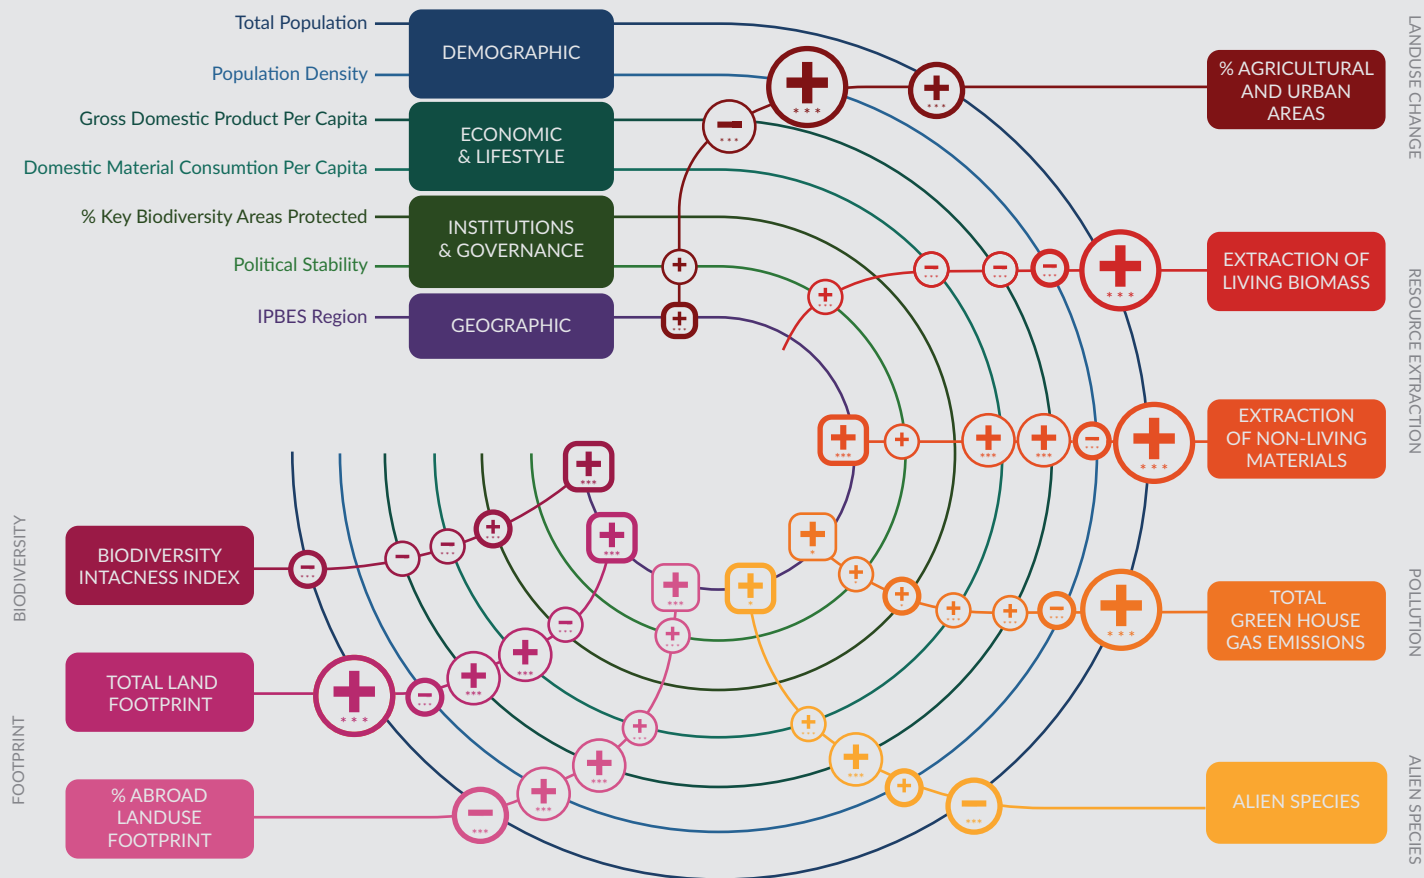 Total Population
Population Density
Gross Domestic Product Per Capita
Domestic Material Consumtion Per Capita
% Key Biodiversity Areas Protected
Political Stability
IPBES Region
DEMOGRAPHIC
ECONOMIC
& LIFESTYLE
INSTITUTIONS
& GOVERNANCE
GEOGRAPHIC
% AGRICULTURAL
AND URBAN
AREAS
LANDUSE CHANGE
EXTRACTION OF
LIVING BIOMASS
EXTRACTION
OF NON-LIVING
MATERIALS
RESOURCE EXTRACTION
TOTAL
GREEN HOUSE
GAS EMISSIONS
POLLUTION
ALIEN SPECIES
ALIEN SPECIES
BIODIVERSITY
BIODIVERSITY
INTACNESS INDEX
FOOTPRINT
TOTAL LAND
FOOTPRINT
% ABROAD
LANDUSE
FOOTPRINT